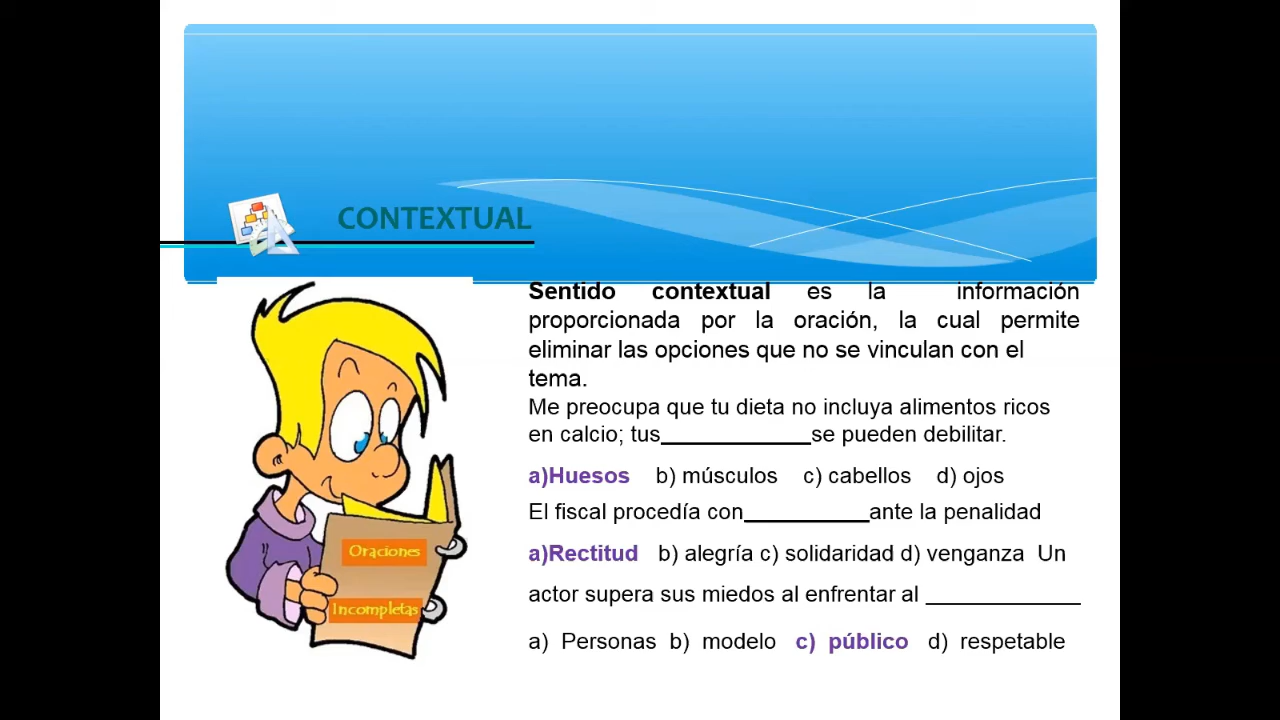 CONTEXTUAL
Sentido contextual es la información
proporcionada por la oración, la cual permite
eliminar las opciones que no se vinculan con el
tema.
Me preocupa que tu dieta no incluya alimentos ricos
en calcio; tus____________se pueden debilitar.
a)Huesos b) músculos c) cabellos d) ojos
El fiscal procedía con__________ante la penalidad
a)Rectitud b) alegría c) solidaridad d) venganza Un
actor supera sus miedos al enfrentar al ____________
a) Personas b) modelo c) público d) respetable
Oraciones
Incompletas